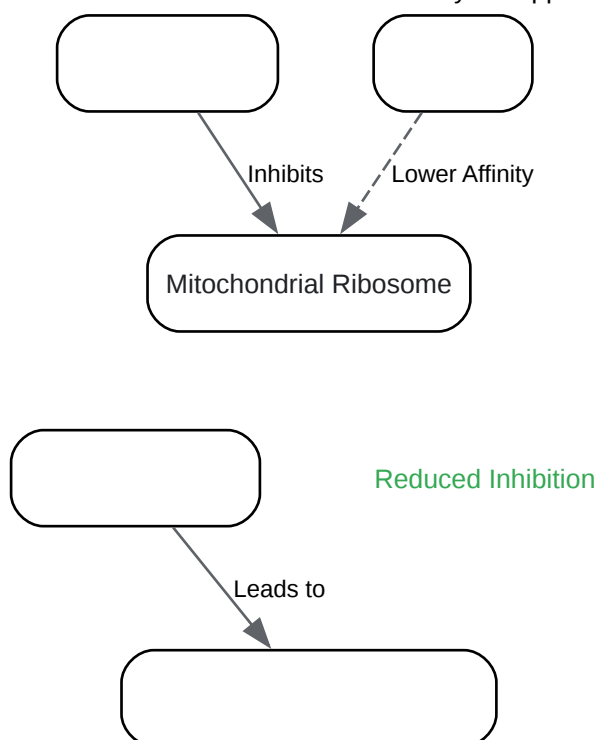 Inhibits
Lower Affinity
Mitochondrial Ribosome
Reduced Inhibition
Leads to